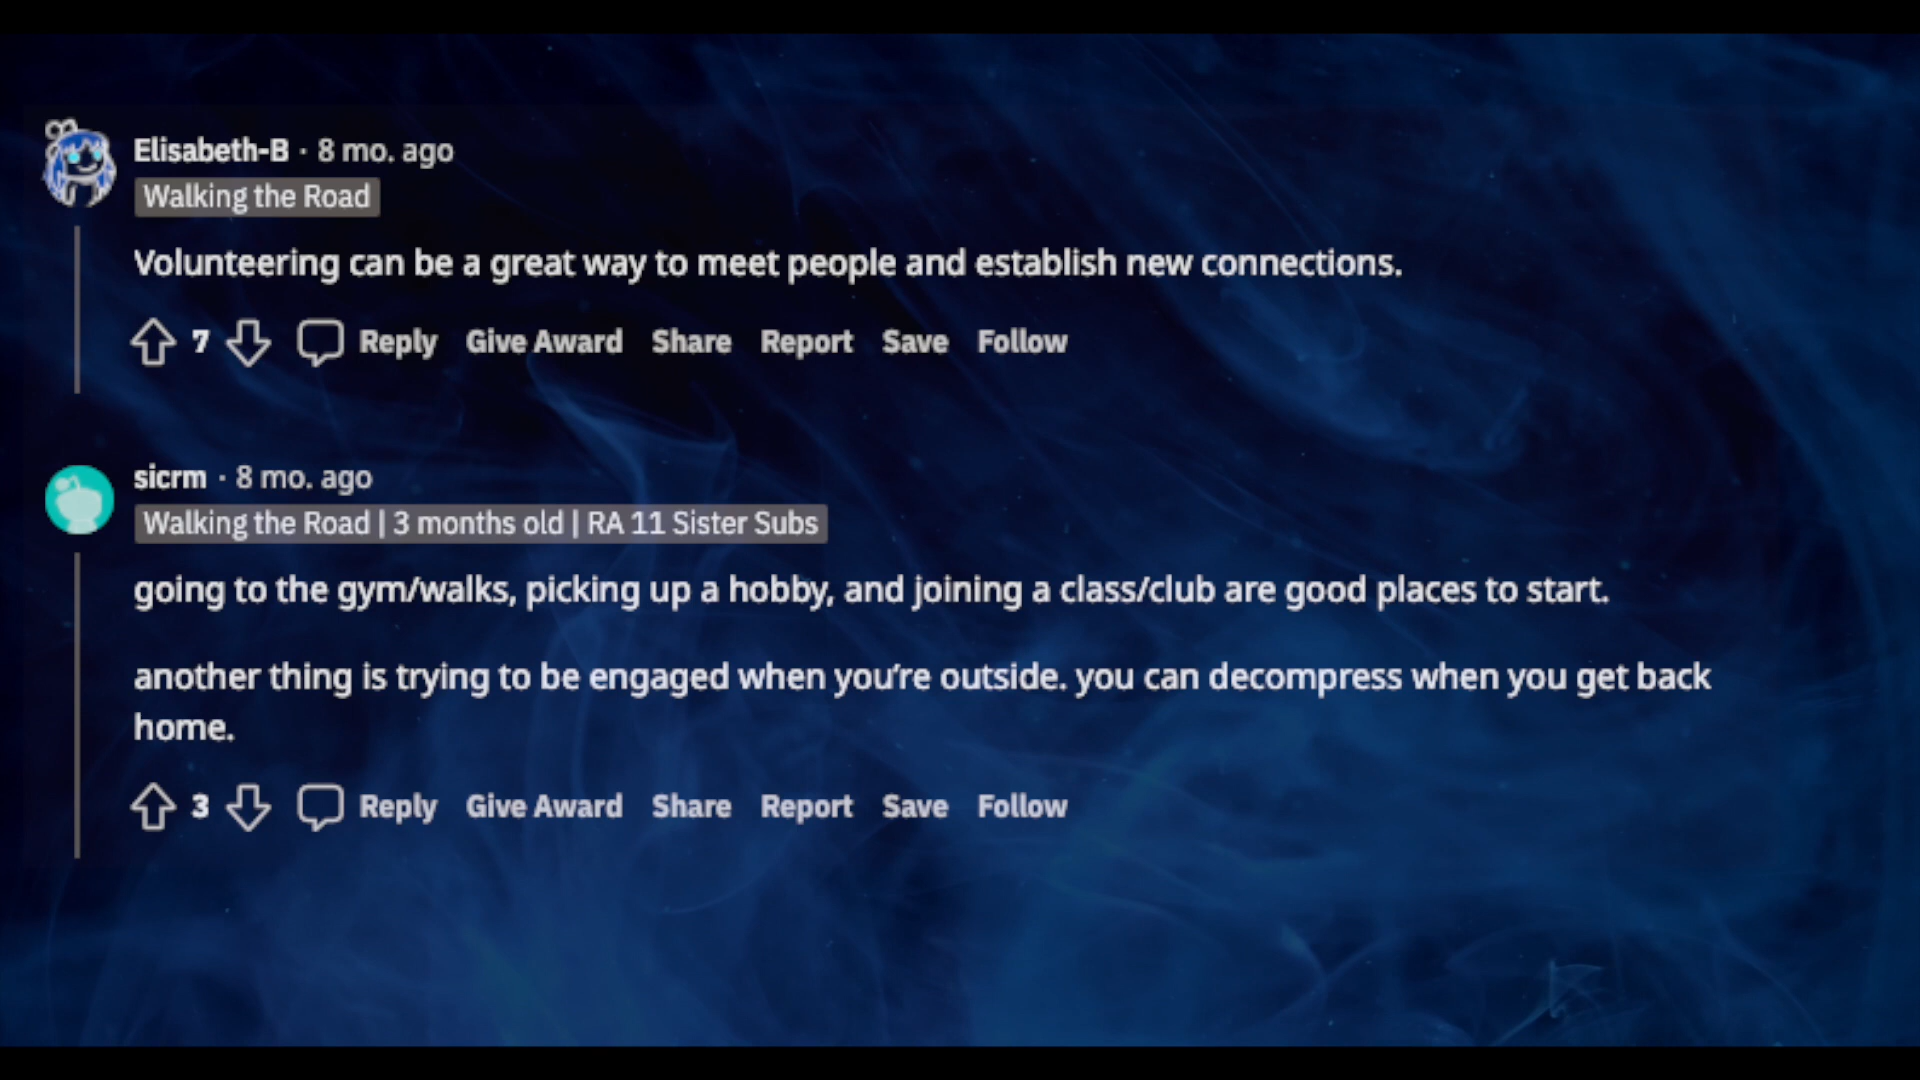 Elisabeth-B · 8 mo. ago
Walking the Road
Volunteering can be a great way to meet people and establish new connections.
7 Reply Give Award Share Report Save Follow
sicrm · 8 mo. ago
Walking the Road | 3 months old | RA 11 Sister Subs
going to the gym/walks, picking up a hobby, and joining a class/club are good places to start.
another thing is trying to be engaged when you’re outside. you can decompress when you get back
home.
3 Reply Give Award Share Report Save Follow